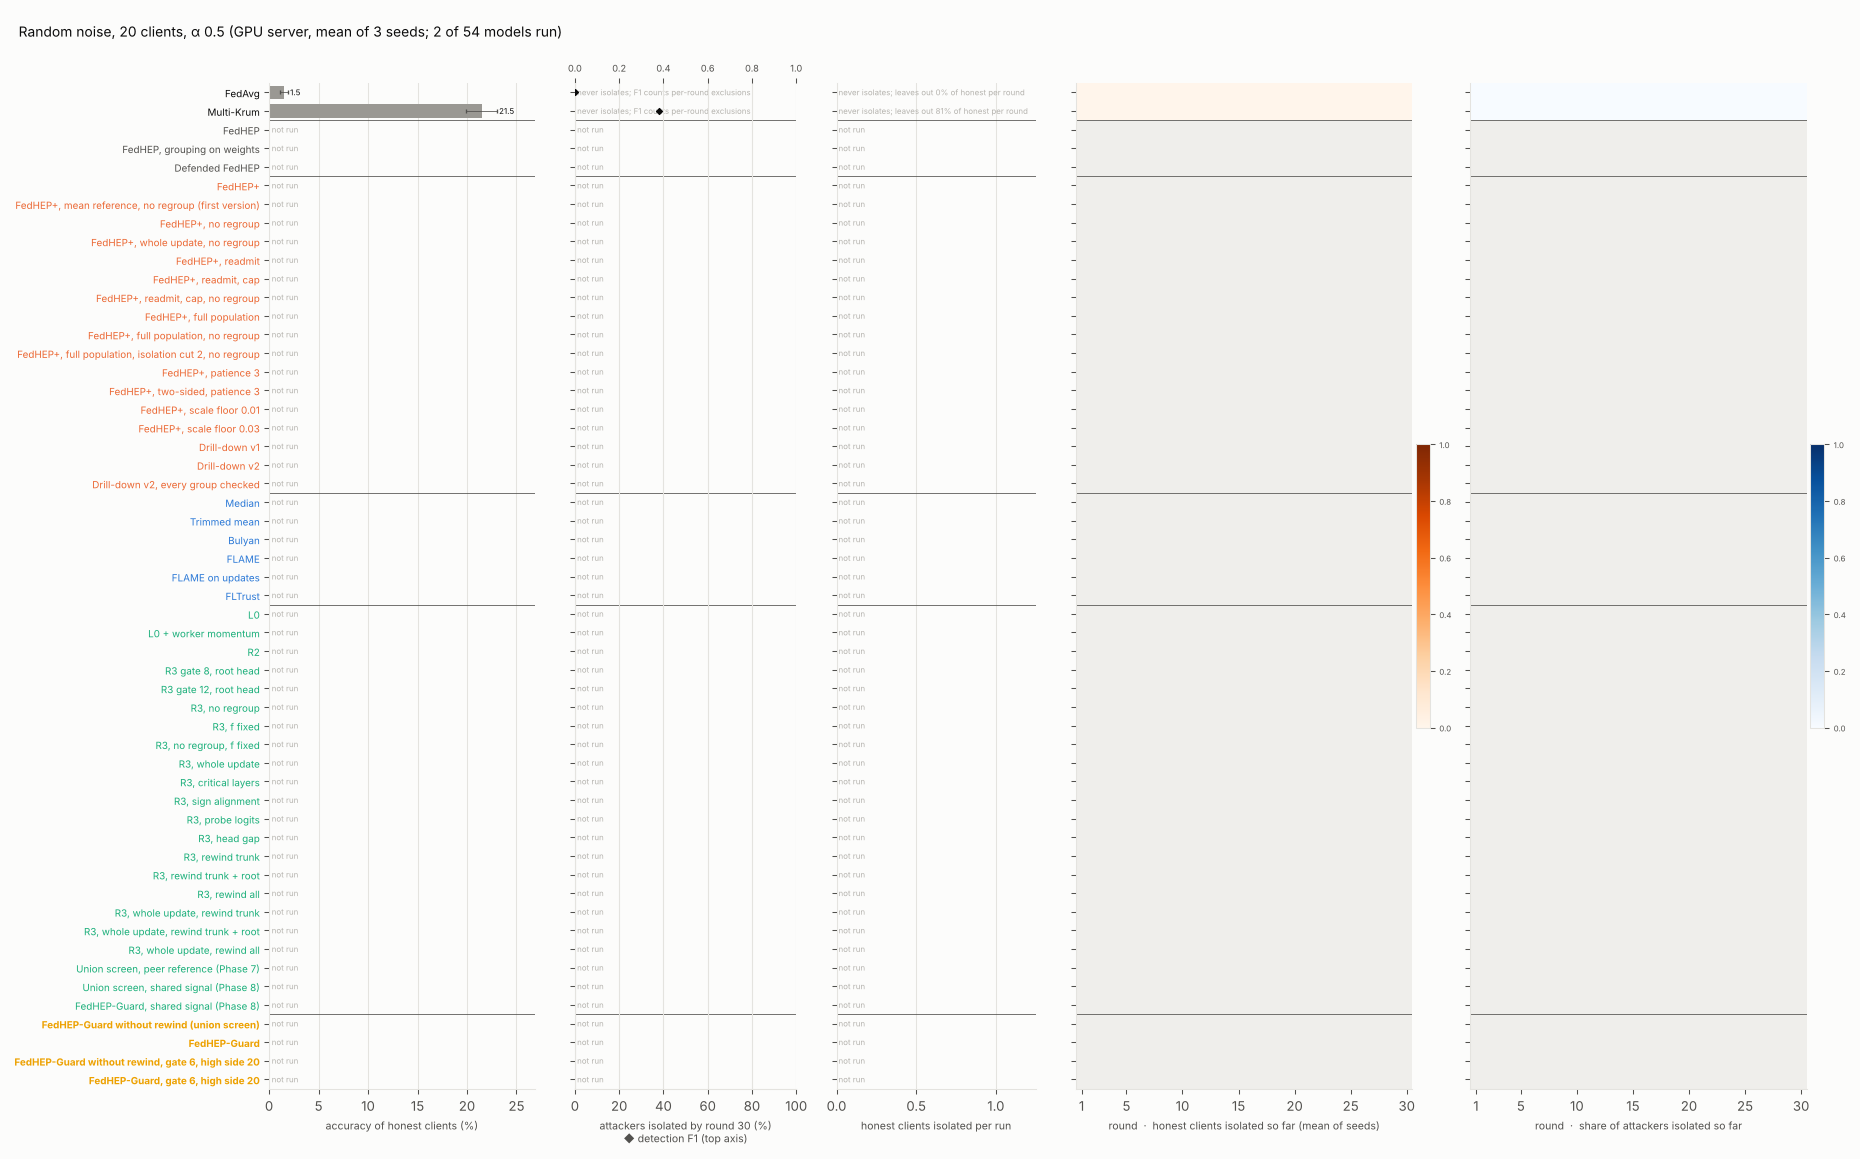 Random noise, 20 clients, α 0.5 (GPU server, mean of 3 seeds; 2 of 54 models run)
0.0 0.2 0.4 0.6 0.8 1.0
FedAvg 1.5 never isolates; F1 counts per-round exclusions never isolates; leaves out 0% of honest per round
Multi-Krum 21.5 never isolates; F1 counts per-round exclusions never isolates; leaves out 81% of honest per round
FedHEP not run not run not run
FedHEP, grouping on weights not run not run not run
Defended FedHEP not run not run not run
FedHEP+ not run not run not run
FedHEP+, mean reference, no regroup (first version) not run not run not run
FedHEP+, no regroup not run not run not run
FedHEP+, whole update, no regroup not run not run not run
FedHEP+, readmit not run not run not run
FedHEP+, readmit, cap not run not run not run
FedHEP+, readmit, cap, no regroup not run not run not run
FedHEP+, full population not run not run not run
FedHEP+, full population, no regroup not run not run not run
FedHEP+, full population, isolation cut 2, no regroup not run not run not run
FedHEP+, patience 3 not run not run not run
FedHEP+, two-sided, patience 3 not run not run not run
FedHEP+, scale floor 0.01 not run not run not run
FedHEP+, scale floor 0.03 not run not run not run
Drill-down v1 not run not run not run
Drill-down v2 not run not run not run
Drill-down v2, every group checked not run not run not run
Median not run not run not run
Trimmed mean not run not run not run
Bulyan not run not run not run
FLAME not run not run not run
FLAME on updates not run not run not run
FLTrust not run not run not run
L0 not run not run not run
L0 + worker momentum not run not run not run
R2 not run not run not run
R3 gate 8, root head not run not run not run
R3 gate 12, root head not run not run not run
R3, no regroup not run not run not run
R3, f fixed not run not run not run
R3, no regroup, f fixed not run not run not run
R3, whole update not run not run not run
R3, critical layers not run not run not run
R3, sign alignment not run not run not run
R3, probe logits not run not run not run
R3, head gap not run not run not run
R3, rewind trunk not run not run not run
R3, rewind trunk + root not run not run not run
R3, rewind all not run not run not run
R3, whole update, rewind trunk not run not run not run
R3, whole update, rewind trunk + root not run not run not run
R3, whole update, rewind all not run not run not run
Union screen, peer reference (Phase 7) not run not run not run
Union screen, shared signal (Phase 8) not run not run not run
FedHEP-Guard, shared signal (Phase 8) not run not run not run
FedHEP-Guard without rewind (union screen) not run not run not run
FedHEP-Guard not run not run not run
FedHEP-Guard without rewind, gate 6, high side 20 not run not run not run
FedHEP-Guard, gate 6, high side 20 not run not run not run
0 5 10 15 20 25
accuracy of honest clients (%)
0 20 40 60 80 100
attackers isolated by round 30 (%)
◆ detection F1 (top axis)
0.0 0.5 1.0
honest clients isolated per run
1 5 10 15 20 25 30
round · honest clients isolated so far (mean of seeds)
1.0
0.8
0.6
0.4
0.2
0.0
1 5 10 15 20 25 30
round · share of attackers isolated so far
1.0
0.8
0.6
0.4
0.2
0.0